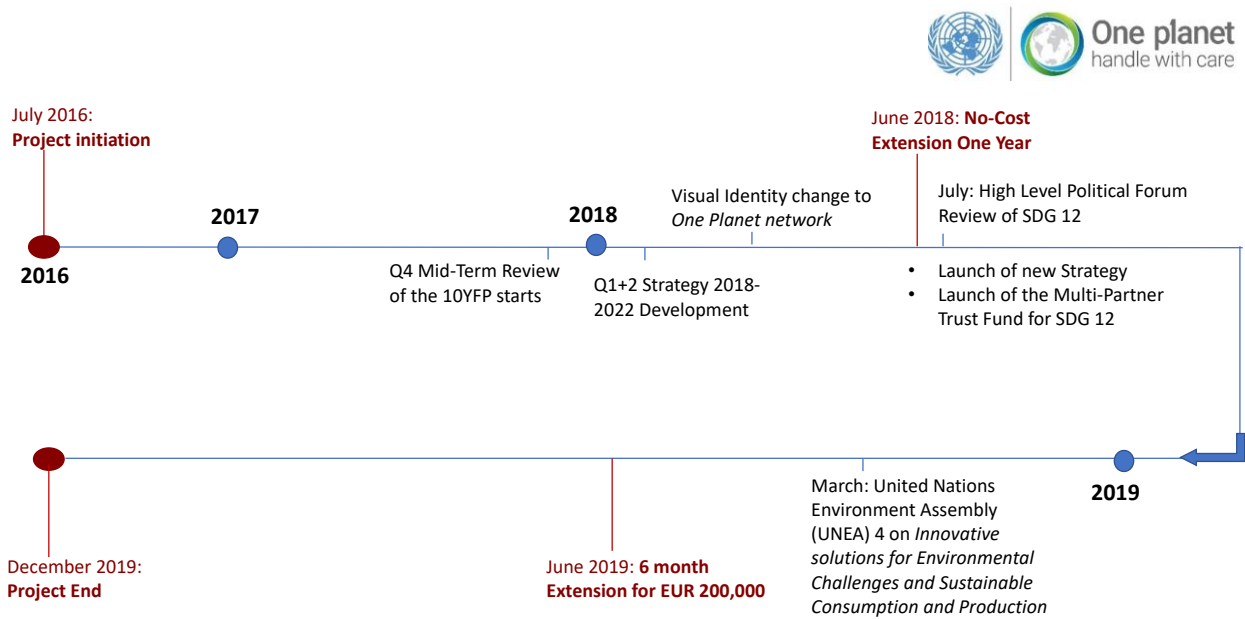 One planet
handle with care
July 2016:
Project initiation
June 2018: No-Cost
Extension One Year
Visual Identity change to
One Planet network
July: High Level Political Forum
Review of SDG 12
2017
2018
2016
Q4 Mid-Term Review
of the 10YFP starts
Q1+2 Strategy 2018-
2022 Development
• Launch of new Strategy
• Launch of the Multi-Partner
Trust Fund for SDG 12
2019
March: United Nations
Environment Assembly
(UNEA) 4 on Innovative
solutions for Environmental
Challenges and Sustainable
Consumption and Production
June 2019: 6 month
Extension for EUR 200,000
December 2019:
Project End